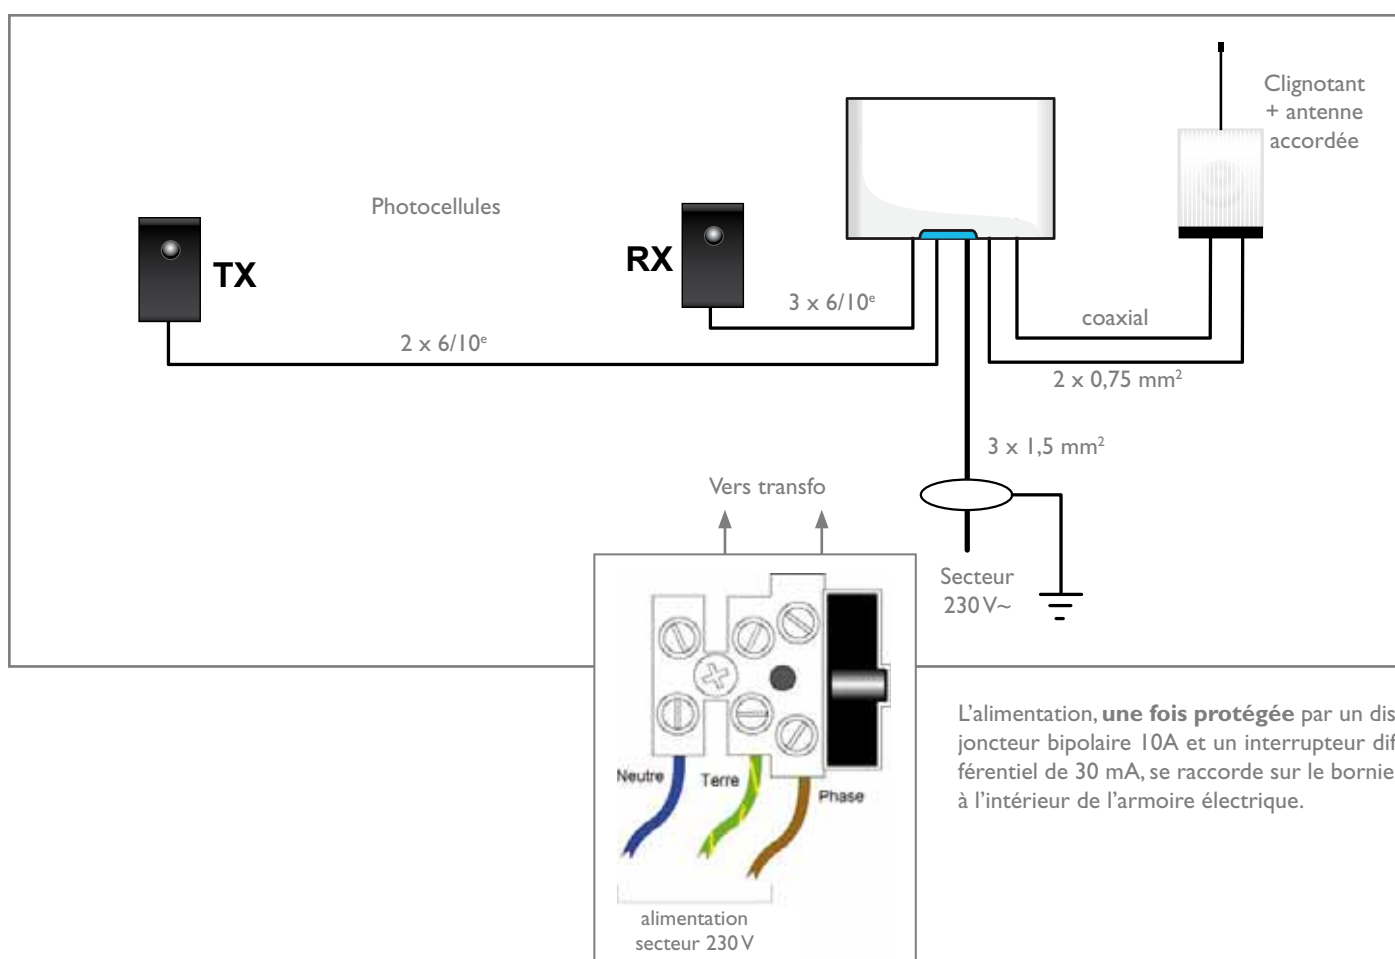 Clignotant
+ antenne
accordée
Photocellules
TX
RX
3 x 6/10e
2 x 6/10e
coaxial
2 x 0,75 mm2
3 x 1,5 mm2
Vers transfo
Secteur
230 V~
Neutre
Terre
Phase
alimentation
secteur 230 V
L’alimentation, une fois protégée par un dis
joncteur bipolaire 10A et un interrupteur dif
férentiel de 30 mA, se raccorde sur le bornie
à l’intérieur de l’armoire électrique.